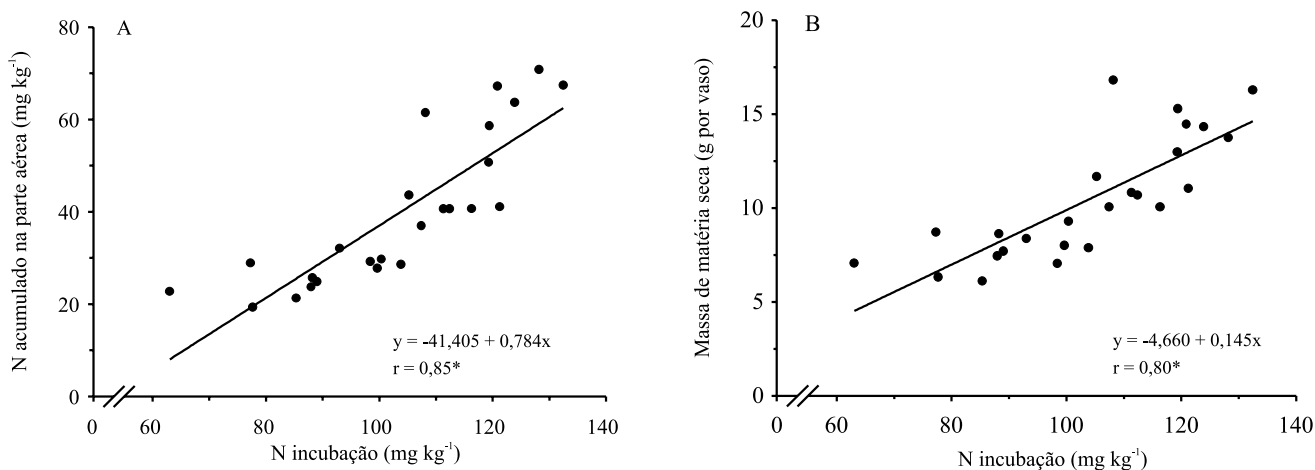 A
N acumulado na parte aérea (mg kg⁻¹)
80
60
40
20
0
y = -41,405 + 0,784x
r = 0,85*
0 60 80 100 120 140
N incubação (mg kg⁻¹)
B
Massa de matéria seca (g por vaso)
20
15
10
5
0
y = -4,660 + 0,145x
r = 0,80*
0 60 80 100 120 140
N incubação (mg kg⁻¹)